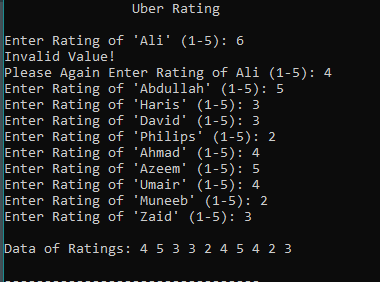 Uber Rating
Enter Rating of 'Ali' (1-5): 6
Invalid Value!
Please Again Enter Rating of Ali (1-5): 4
Enter Rating of 'Abdullah' (1-5): 5
Enter Rating of 'Haris' (1-5): 3
Enter Rating of 'David' (1-5): 3
Enter Rating of 'Philips' (1-5): 2
Enter Rating of 'Ahmad' (1-5): 4
Enter Rating of 'Azeem' (1-5): 5
Enter Rating of 'Umair' (1-5): 4
Enter Rating of 'Muneeb' (1-5): 2
Enter Rating of 'Zaid' (1-5): 3
Data of Ratings: 4 5 3 3 2 4 5 4 2 3
--------------------------------